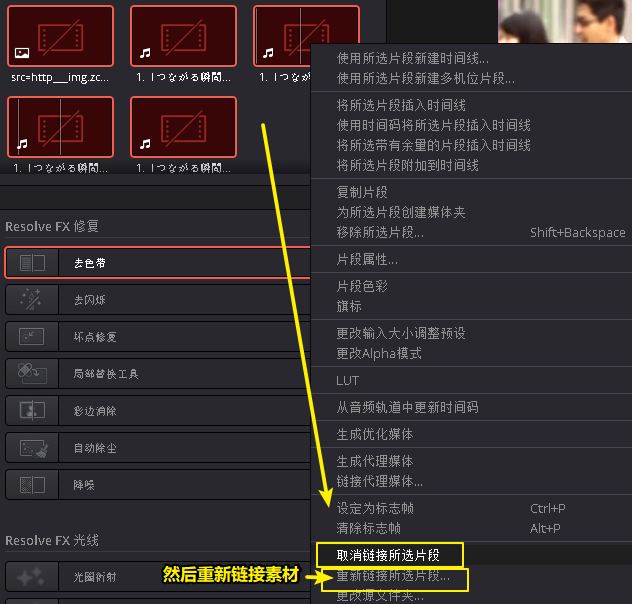 src=http___img.zc...
1. 1つながる瞬間...
1. 1つなが
1. 1つながる瞬間...
1. 1つながる瞬間...
Resolve FX 修复
去色带
去闪烁
坏点修复
局部替换工具
彩边消除
自动除尘
降噪
Resolve FX 光线
光圈衍射
使用所选片段新建时间线...
使用所选片段新建多机位片段...
将所选片段插入时间线
使用时间码将所选片段插入时间线
将所选带有余量的片段插入时间线
将所选片段附加到时间线
复制片段
为所选片段创建媒体夹
移除所选片段... Shift+Backspace
片段属性...
片段色彩
旗标
更改输入大小调整预设
更改Alpha模式
LUT
从音频轨道中更新时间码
生成优化媒体
生成代理媒体
链接代理媒体...
设定为标志帧 Ctrl+P
清除标志帧 Alt+P
取消链接所选片段
然后重新链接素材
重新链接所选片段...
更改源文件夹...